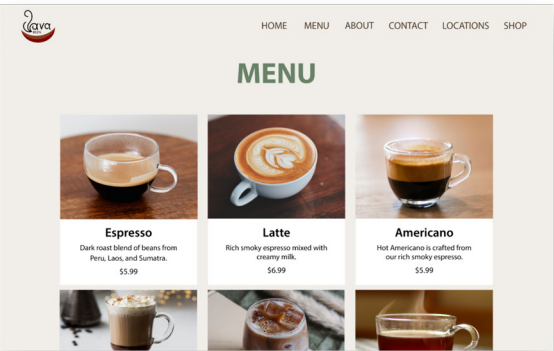 Java
HOME MENU ABOUT CONTACT LOCATIONS SHOP
MENU
Espresso
Dark roast blend of beans from
Peru, Laos, and Sumatra.
$5.99
Latte
Rich smoky espresso mixed with
creamy milk.
$6.99
Americano
Hot Americano is crafted from
our rich smoky espresso.
$5.99